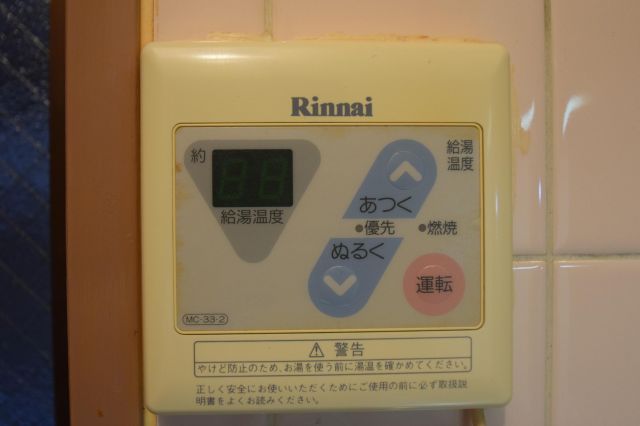 Rinnai
約
給湯温度
給湯
温度
あつく
●優先
●燃焼
ぬるく
運転
MC-33-2
⚠ 警告
やけど防止のため、お湯を使う前に湯温を確かめてください。
正しく安全にお使いいただくためにご使用の前に必ず取扱説
明書をよくお読みください。